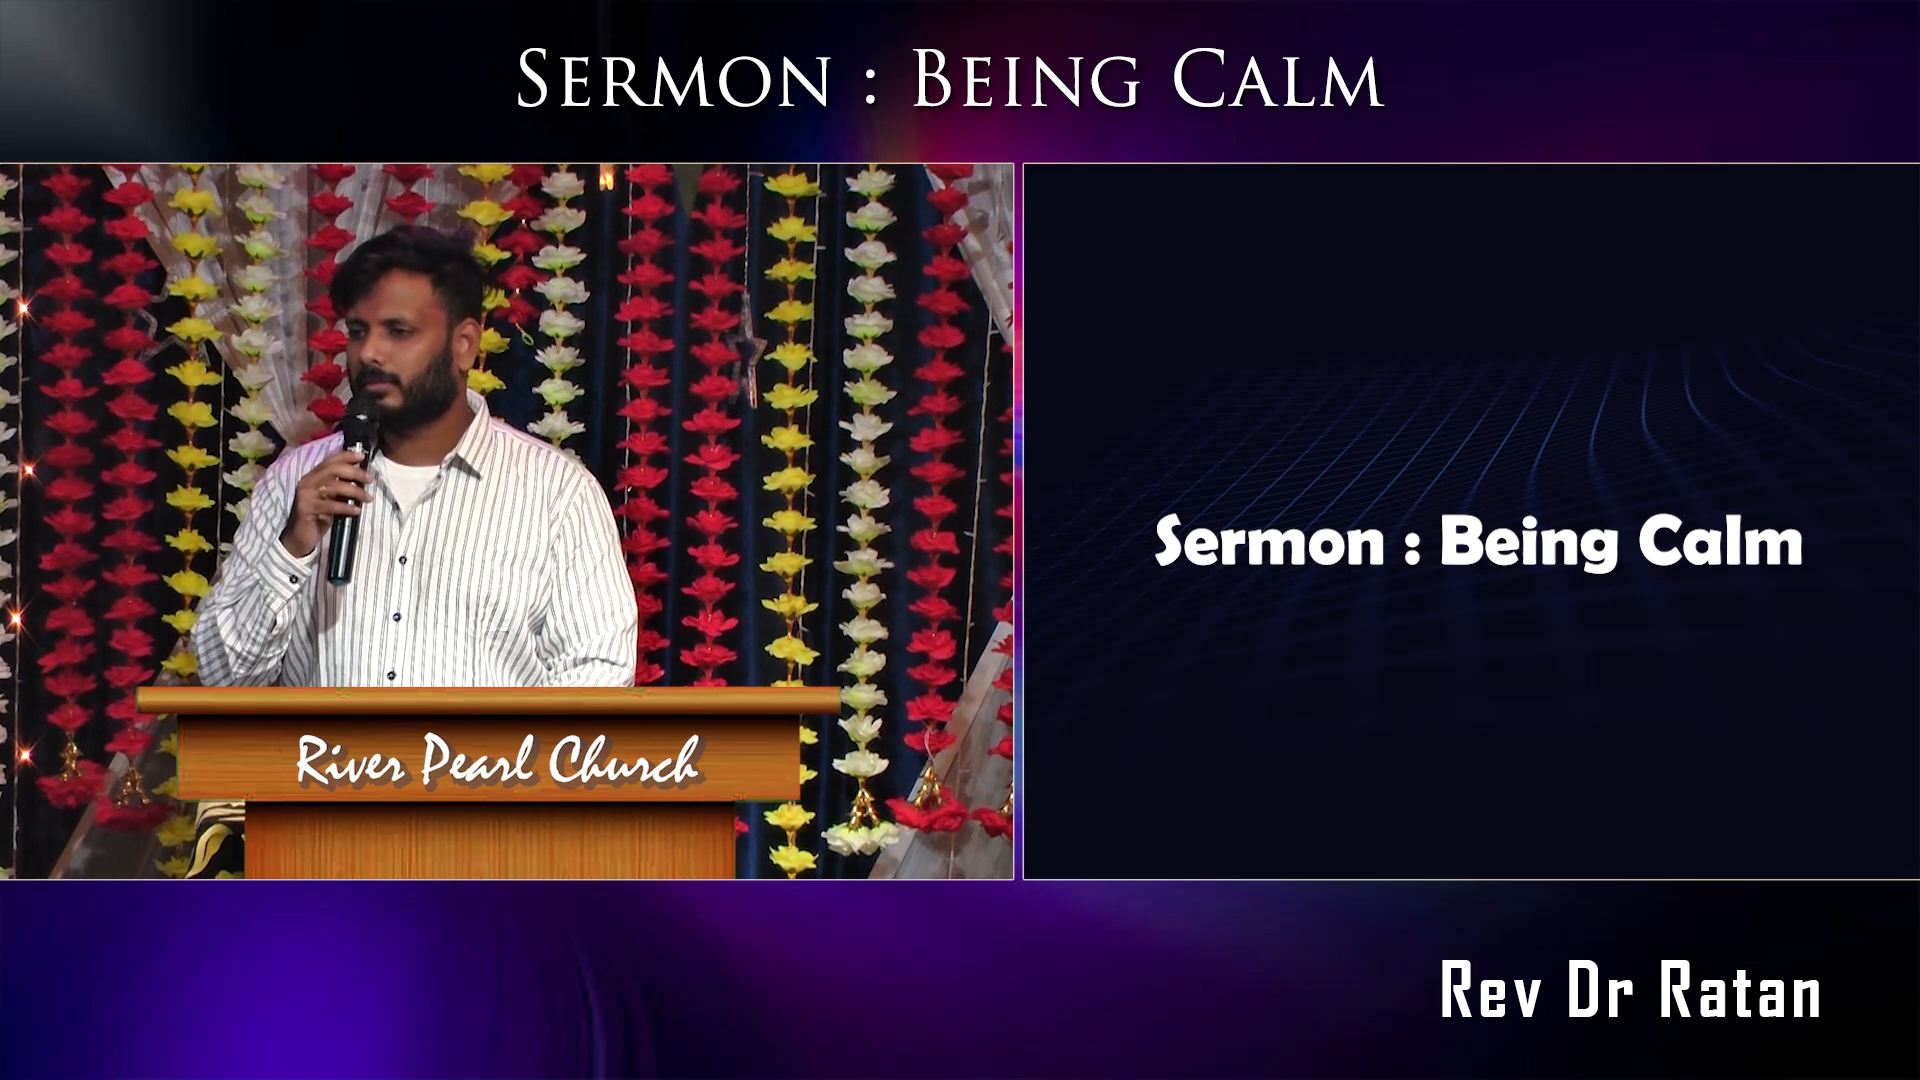 SERMON : BEING CALM
Sermon : Being Calm
River Pearl Church
Rev Dr Ratan